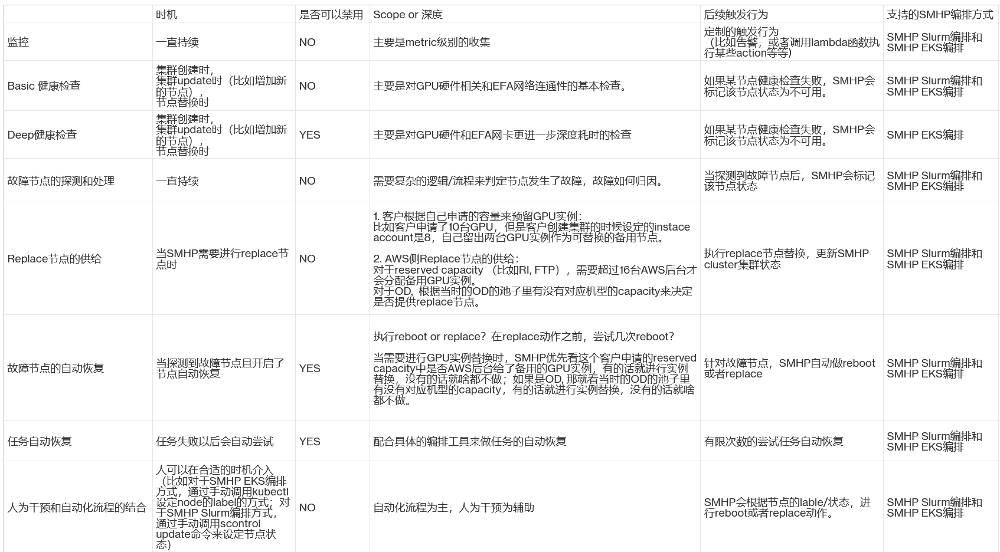 时机
是否可以禁用
Scope or 深度
后续触发行为
支持的SMHP编排方式
监控
一直持续
NO
主要是metric级别的收集
定制的触发行为
（比如告警，或者调用lambda函数执
行某些action等等）
SMHP Slurm编排和
SMHP EKS编排
Basic 健康检查
集群创建时，
集群update时（比如增加新
的节点），
节点替换时
NO
主要是对GPU硬件相关和EFA网络连通性的基本检查。
如果某节点健康检查失败，SMHP会
标记该节点状态为不可用。
SMHP Slurm编排和
SMHP EKS编排
Deep健康检查
集群创建时，
集群update时（比如增加新
的节点），
节点替换时
YES
主要是对GPU硬件和EFA网卡更进一步深度耗时的检查
如果某节点健康检查失败，SMHP会
标记该节点状态为不可用。
SMHP EKS编排
故障节点的探测和处理
一直持续
NO
需要复杂的逻辑/流程来判定节点发生了故障，故障如何归因。
当探测到故障节点后，SMHP会标记
该节点状态
SMHP Slurm编排和
SMHP EKS编排
Replace节点的供给
当SMHP需要进行replace节
点时
NO
1. 客户根据自己申请的容量来预留GPU实例：
比如客户申请了10台GPU，但是客户创建集群的时候设定的instace
account是8，自己留出两台GPU实例作为可替换的备用节点。
2. AWS侧Replace节点的供给：
对于reserved capacity （比如RI, FTP），需要超过16台AWS后台才
会分配备用GPU实例。
对于OD, 根据当时的OD的池子里有没有对应机型的capacity来决定
是否提供replace节点。
执行replace节点替换，更新SMHP
cluster集群状态
SMHP Slurm编排和
SMHP EKS编排
故障节点的自动恢复
当探测到故障节点且开启了
节点自动恢复
YES
执行reboot or replace？在replace动作之前，尝试几次reboot？
当需要进行GPU实例替换时，SMHP优先看这个客户申请的reserved
capacity中是否AWS后台给了备用的GPU实例，有的话就进行实例
替换，没有的话就啥都不做；如果是OD, 那就看当时的OD的池子里
有没有对应机型的capacity，有的话就进行实例替换，没有的话就啥
都不做。
针对故障节点，SMHP自动做reboot
或者replace
SMHP Slurm编排和
SMHP EKS编排
任务自动恢复
任务失败以后会自动尝试
YES
配合具体的编排工具来做任务的自动恢复
有限次数的尝试任务自动恢复
SMHP Slurm编排和
SMHP EKS编排
人为干预和自动化流程的结合
人可以在合适的时机介入
（比如对于SMHP EKS编排
方式，通过手动调用kubectl
设定node的label的方式；对
于SMHP Slurm编排方式，
通过手动调用scontrol
update命令来设定节点状
态）
NO
自动化流程为主，人为干预为辅助
SMHP会根据节点的lable/状态，进
行reboot或者replace动作。
SMHP Slurm编排和
SMHP EKS编排